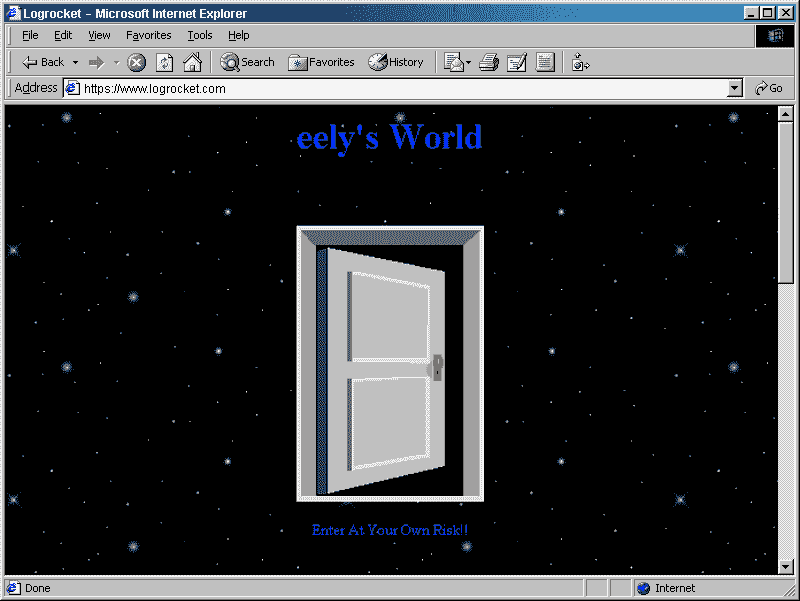 Logrocket - Microsoft Internet Explorer
File Edit View Favorites Tools Help
Back Search Favorites History
Address https://www.logrocket.com Go
eely's World
Enter At Your Own Risk!!
Done Internet